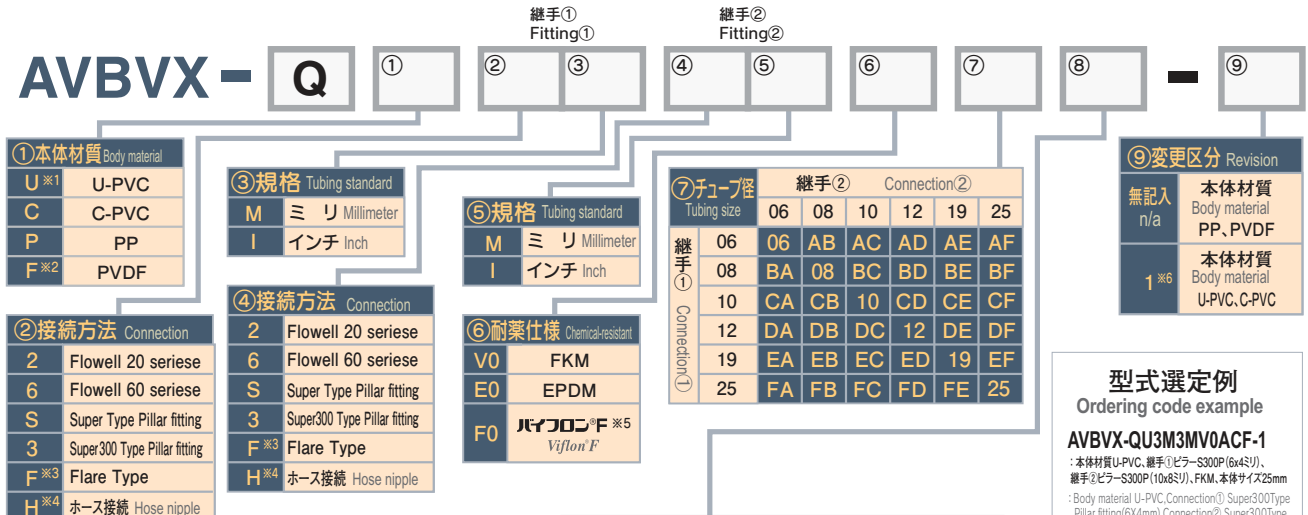 継手①
Fitting①
継手②
Fitting②
AVBVX - Q ① ② ③ ④ ⑤ ⑥ ⑦ ⑧ - ⑨
①本体材質 Body material
U ※1 U-PVC
C C-PVC
P PP
F ※2 PVDF
②接続方法 Connection
2 Flowell 20 seriese
6 Flowell 60 seriese
S Super Type Pillar fitting
3 Super300 Type Pillar fitting
F ※3 Flare Type
H ※4 ホース接続 Hose nipple
③規格 Tubing standard
M ミ リ Millimeter
I インチ Inch
④接続方法 Connection
2 Flowell 20 seriese
6 Flowell 60 seriese
S Super Type Pillar fitting
3 Super300 Type Pillar fitting
F ※3 Flare Type
H ※4 ホース接続 Hose nipple
⑤規格 Tubing standard
M ミ リ Millimeter
I インチ Inch
⑥耐薬仕様 Chemical-resistant
V0 FKM
E0 EPDM
F0 バイフロン®F ※5
Viflon®F
⑦チューブ径 Tubing size
継手② Connection②
06 08 10 12 19 25
継手① Connection①
06 06 AB AC AD AE AF
08 BA 08 BC BD BE BF
10 CA CB 10 CD CE CF
12 DA DB DC 12 DE DF
19 EA EB EC ED 19 EF
25 FA FB FC FD FE 25
⑨変更区分 Revision
無記入 n/a 本体材質
Body material
PP、PVDF
1 ※6 本体材質
Body material
U-PVC、C-PVC
型式選定例
Ordering code example
AVBVX-QU3M3MV0ACF-1
：本体材質U-PVC、継手①ピラーS300P(6x4ミリ)、
継手②ピラーS300P(10x8ミリ)、FKM、本体サイズ25mm
：Body material U-PVC,Connection① Super300Type
Pillar fitting(6X4mm),Connection② Super300Type